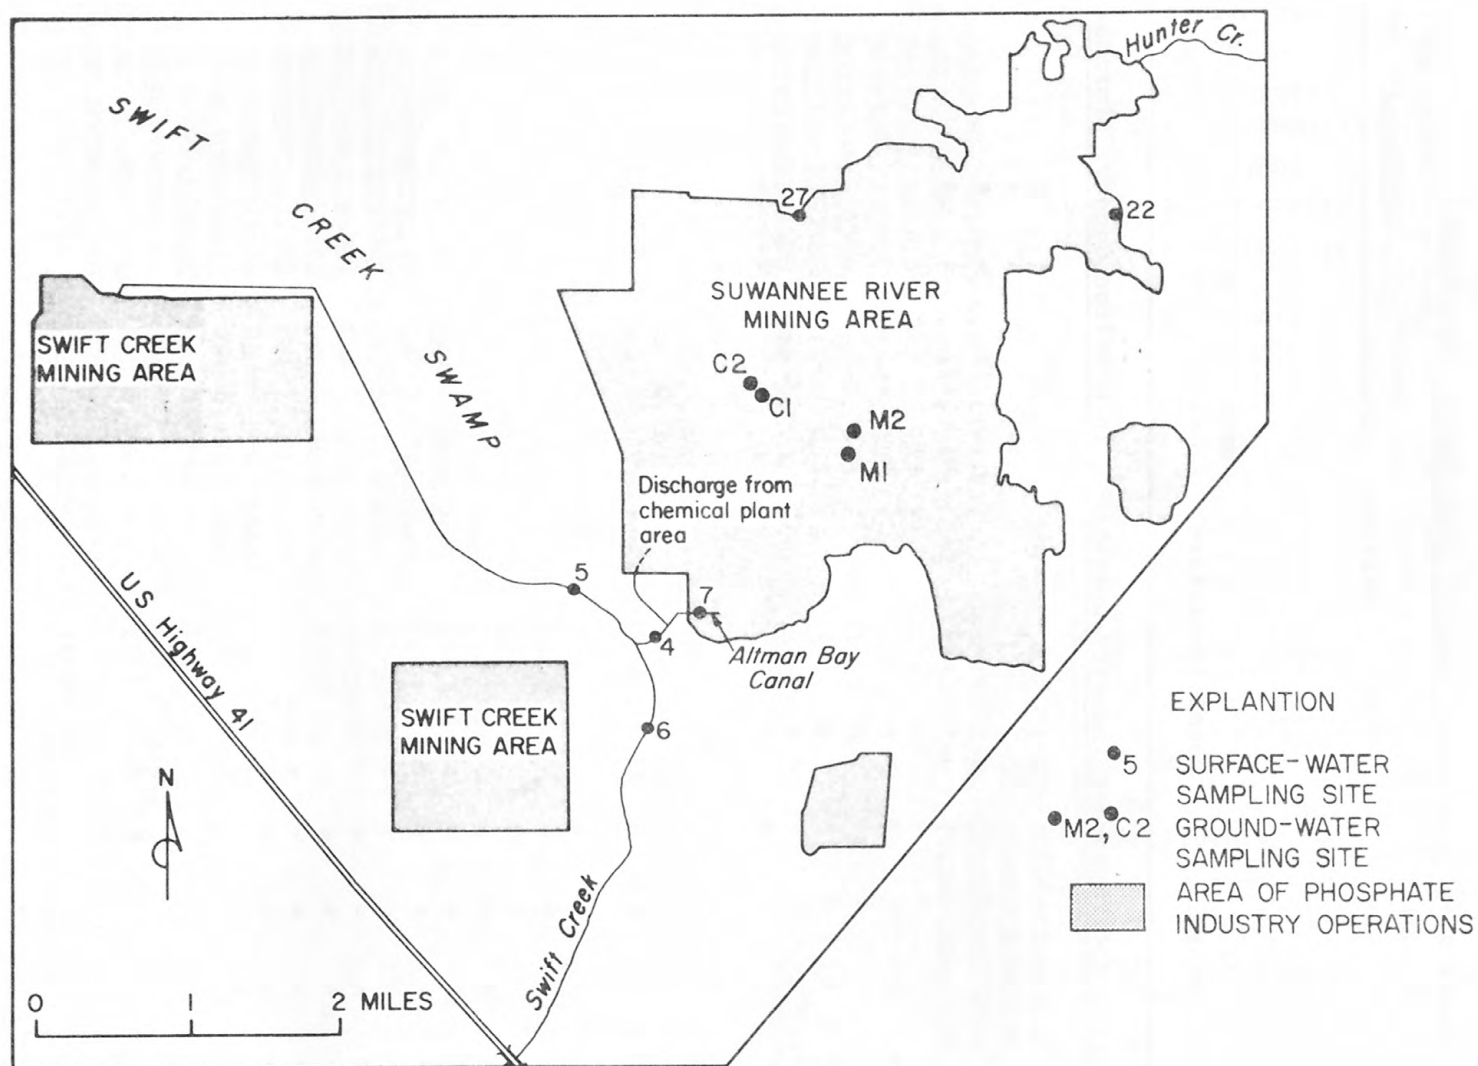 Hunter Cr.
SWIFT
CREEK
SWAMP
27
22
SUWANNEE RIVER
MINING AREA
SWIFT CREEK
MINING AREA
C2
C1
M2
M1
Discharge from
chemical plant
area
5
7
4
Altman Bay
Canal
US Highway 41
SWIFT CREEK
MINING AREA
6
N
Swift Creek
0 1 2 MILES
EXPLANTION
5 SURFACE-WATER
SAMPLING SITE
M2, C2 GROUND-WATER
SAMPLING SITE
AREA OF PHOSPHATE
INDUSTRY OPERATIONS